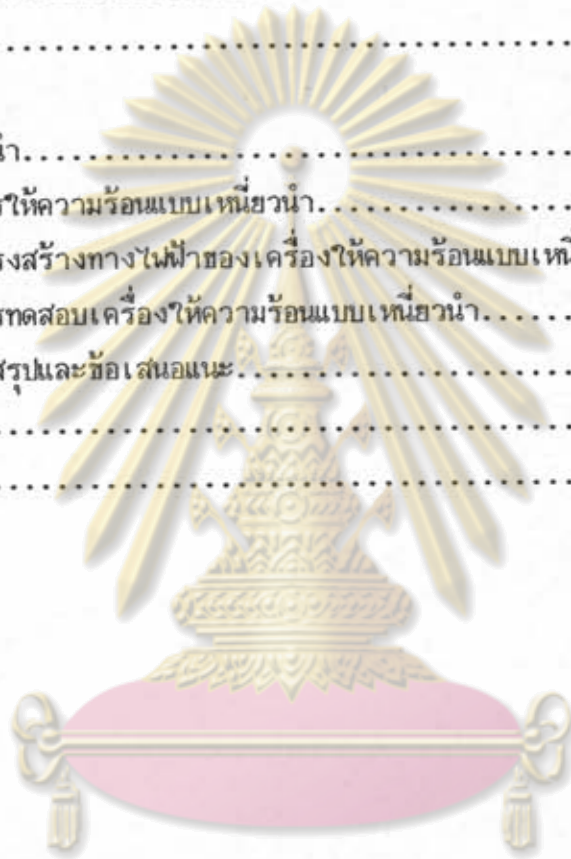 นำ
ให้ความร้อนแบบเหนี่ยวนำ
สร้างทางไฟฟ้าของเครื่องให้ความร้อนแบบ
ทดสอบเครื่องให้ความร้อนแบบเหนี่ยวนำ
สรุปและข้อเสนอแนะ